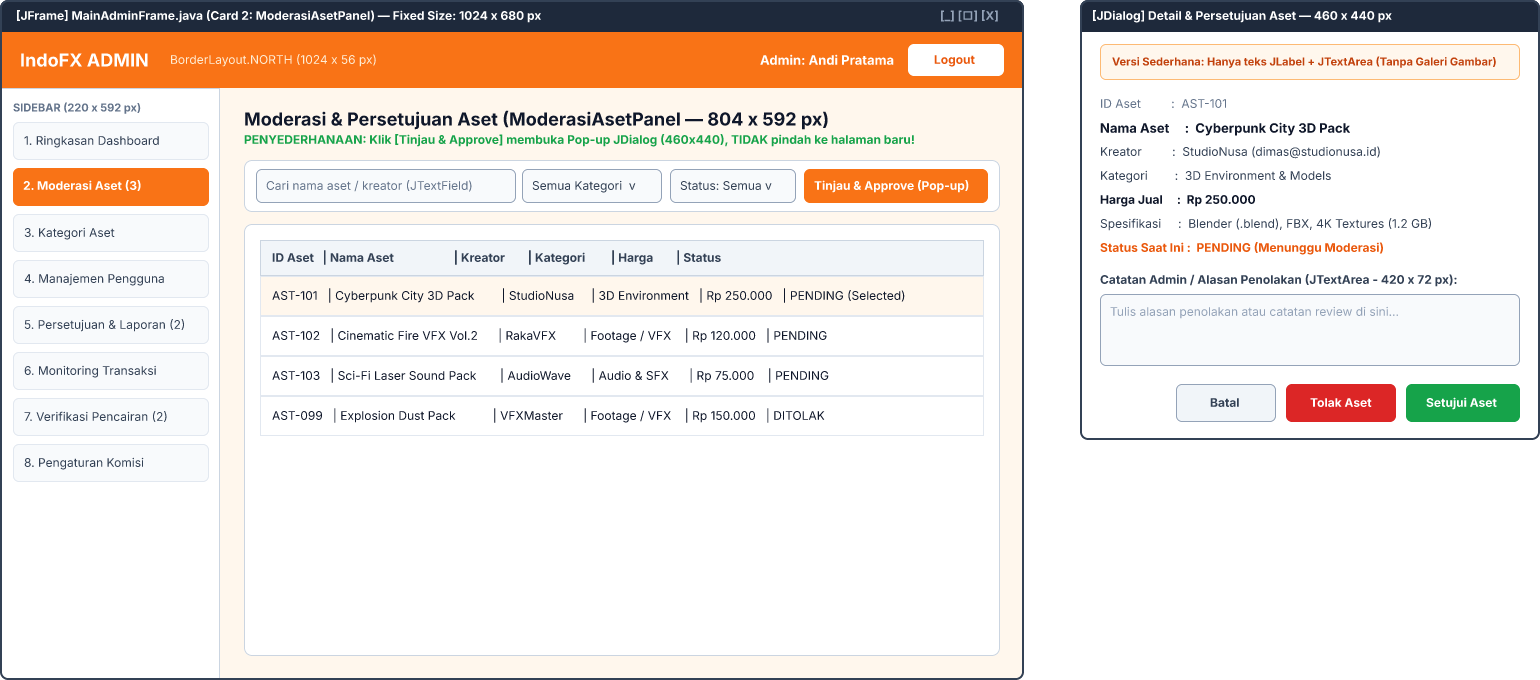 [JFrame] MainAdminFrame.java (Card 2: ModerasiAsetPanel) — Fixed Size: 1024 x 680 px
[_] [□] [X]
IndoFX ADMIN
BorderLayout.NORTH (1024 x 56 px)
Admin: Andi Pratama
Logout
SIDEBAR (220 x 592 px)
1. Ringkasan Dashboard
2. Moderasi Aset (3)
3. Kategori Aset
4. Manajemen Pengguna
5. Persetujuan & Laporan (2)
6. Monitoring Transaksi
7. Verifikasi Pencairan (2)
8. Pengaturan Komisi
Moderasi & Persetujuan Aset (ModerasiAsetPanel — 804 x 592 px)
PENYEDERHANAAN: Klik [Tinjau & Approve] membuka Pop-up JDialog (460x440), TIDAK pindah ke halaman baru!
Cari nama aset / kreator (JTextField)
Semua Kategori v
Status: Semua v
Tinjau & Approve (Pop-up)
ID Aset | Nama Aset | Kreator | Kategori | Harga | Status
AST-101 | Cyberpunk City 3D Pack | StudioNusa | 3D Environment | Rp 250.000 | PENDING (Selected)
AST-102 | Cinematic Fire VFX Vol.2 | RakaVFX | Footage / VFX | Rp 120.000 | PENDING
AST-103 | Sci-Fi Laser Sound Pack | AudioWave | Audio & SFX | Rp 75.000 | PENDING
AST-099 | Explosion Dust Pack | VFXMaster | Footage / VFX | Rp 150.000 | DITOLAK
[JDialog] Detail & Persetujuan Aset — 460 x 440 px
Versi Sederhana: Hanya teks JLabel + JTextArea (Tanpa Galeri Gambar)
ID Aset : AST-101
Nama Aset : Cyberpunk City 3D Pack
Kreator : StudioNusa (dimas@studionusa.id)
Kategori : 3D Environment & Models
Harga Jual : Rp 250.000
Spesifikasi : Blender (.blend), FBX, 4K Textures (1.2 GB)
Status Saat Ini : PENDING (Menunggu Moderasi)
Catatan Admin / Alasan Penolakan (JTextArea - 420 x 72 px):
Tulis alasan penolakan atau catatan review di sini...
Batal
Tolak Aset
Setujui Aset